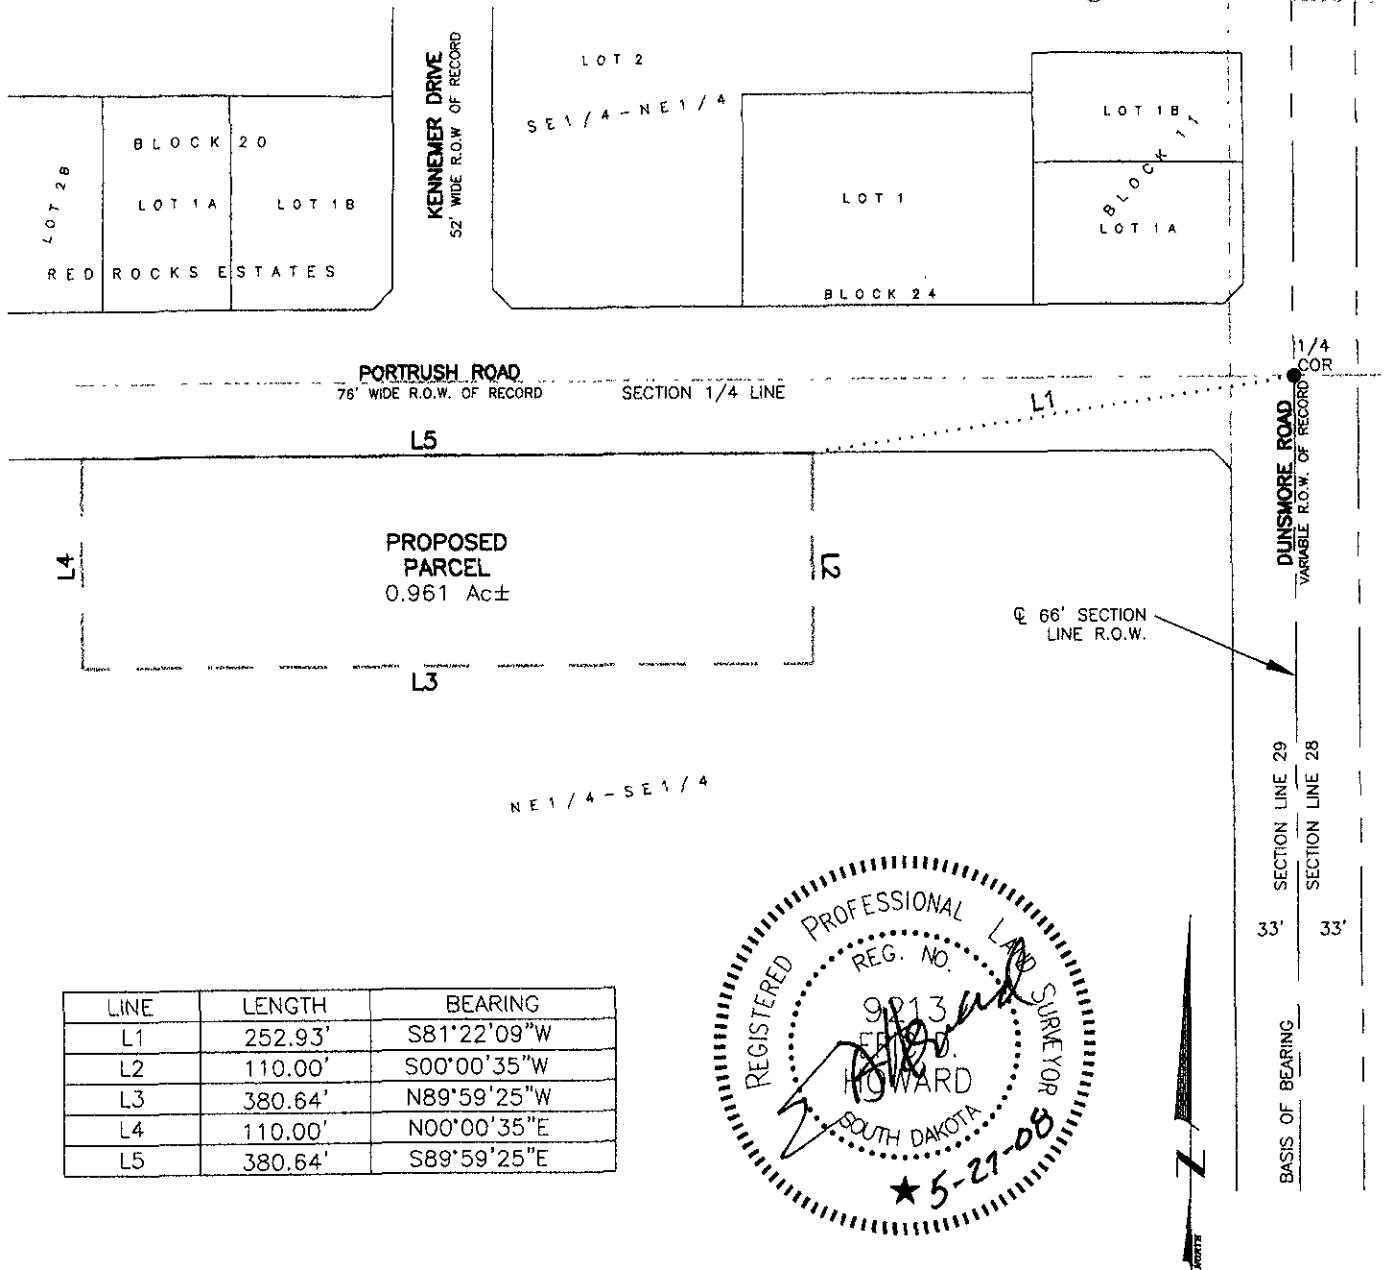 LOT 2
SE1/4-NE1/4
KENNEMER DRIVE
52' WIDE R.O.W OF RECORD
BLOCK 20
LOT 2B
LOT 1A
LOT 1B
RED ROCKS ESTATES
LOT 1
BLOCK 24
LOT 1B
BLOCK 11
LOT 1A
1/4
COR
PORTRUSH ROAD
76' WIDE R.O.W. OF RECORD
SECTION 1/4 LINE
L1
L5
DUNSMORE ROAD
VARIABLE R.O.W. OF RECORD
PROPOSED
PARCEL
0.961 Ac±
L4
L2
L3
℄ 66' SECTION
LINE R.O.W.
NE1/4-SE1/4
SECTION LINE 29
SECTION LINE 28
33'
33'
BASIS OF BEARING
LINE LENGTH BEARING
L1 252.93' S81°22'09"W
L2 110.00' S00°00'35"W
L3 380.64' N89°59'25"W
L4 110.00' N00°00'35"E
L5 380.64' S89°59'25"E
REGISTERED PROFESSIONAL LAND SURVEYOR
REG. NO.
9213
HOWARD
SOUTH DAKOTA
5-27-08
NORTH